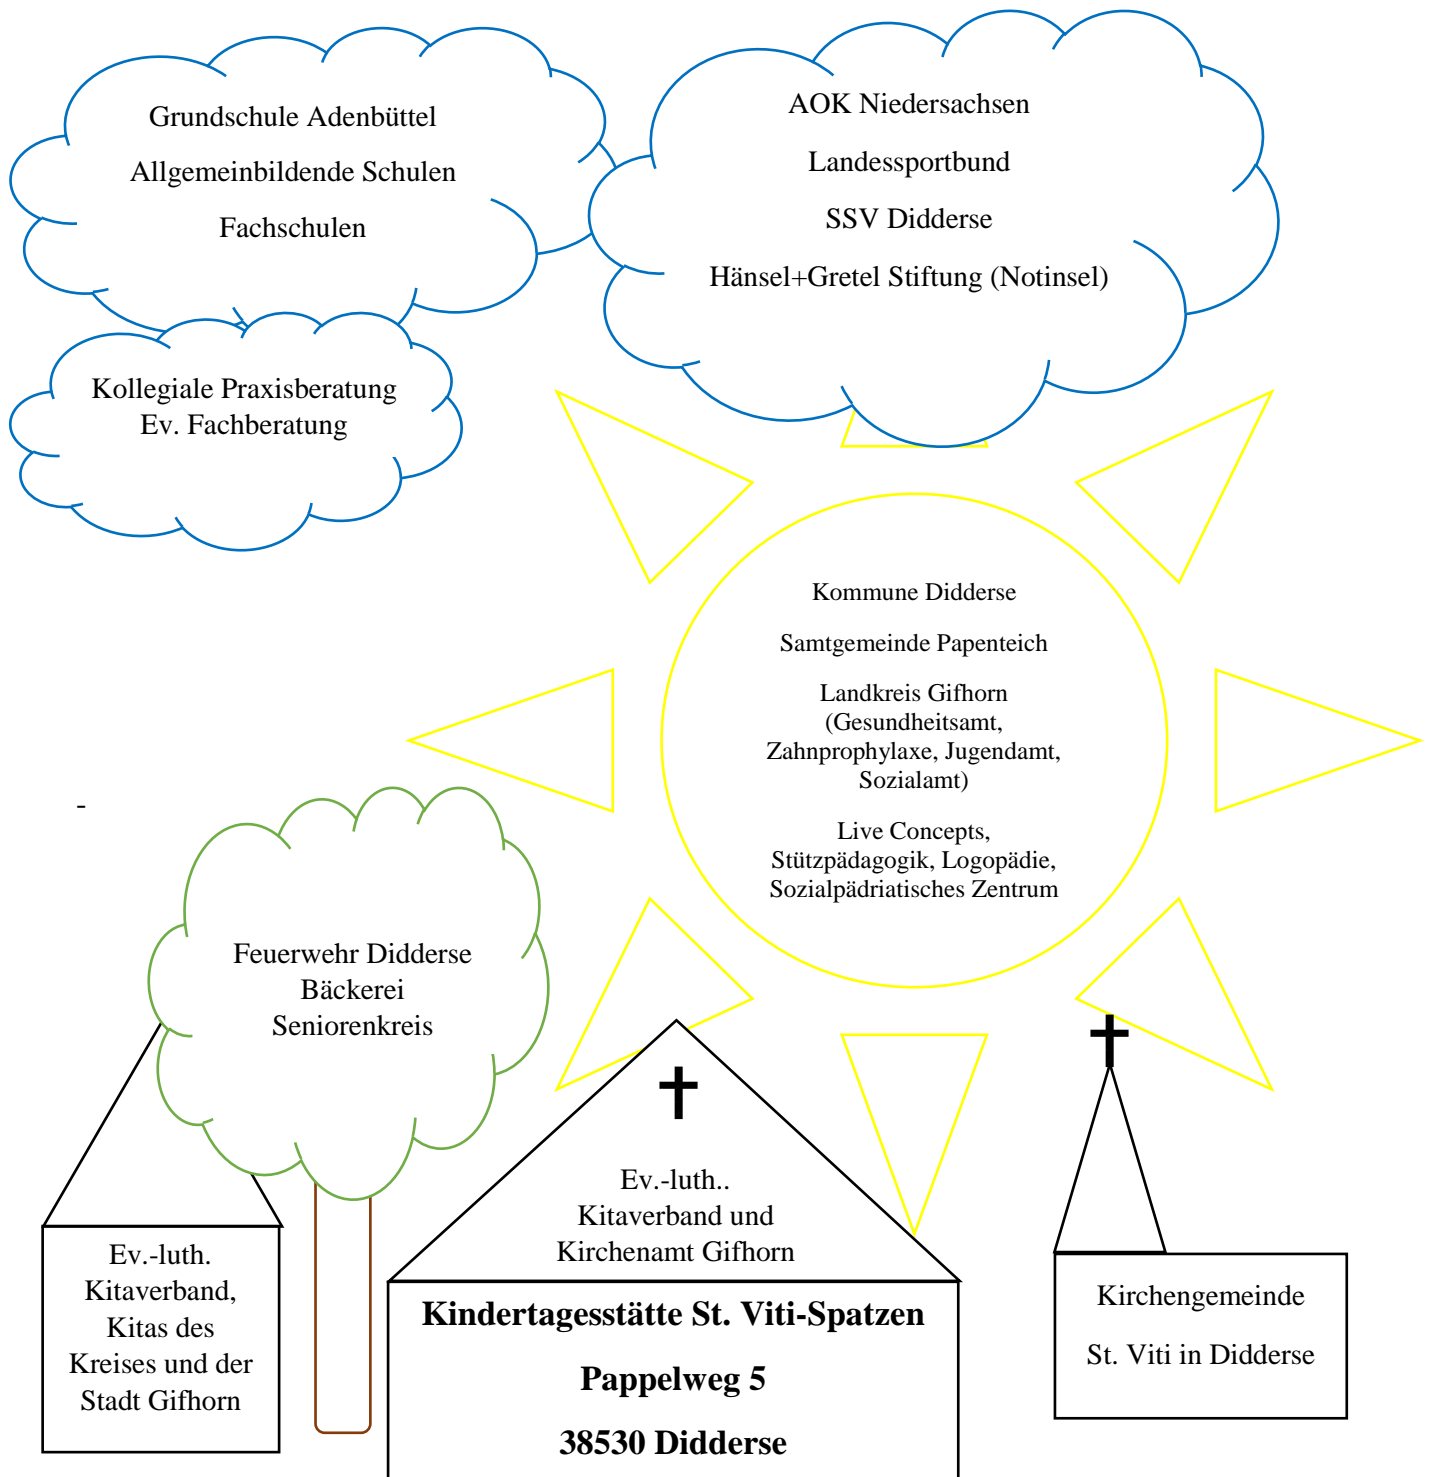 Grundschule Adenbüttel
Allgemeinbildende Schulen
Fachschulen
AOK Niedersachsen
Landessportbund
SSV Didderse
Hänsel+Gretel Stiftung (Notinsel)
Kollegiale Praxisberatung
Ev. Fachberatung
Kommune Didderse
Samtgemeinde Papenteich
Landkreis Gifhorn
(Gesundheitsamt,
Zahnprophylaxe, Jugendamt,
Sozialamt)
Live Concepts,
Stützpädagogik, Logopädie,
Sozialpädriatisches Zentrum
-
Feuerwehr Didderse
Bäckerei
Seniorenkreis
Ev.-luth.
Kitaverband,
Kitas des
Kreises und der
Stadt Gifhorn
Ev.-luth..
Kitaverband und
Kirchenamt Gifhorn
Kindertagesstätte St. Viti-Spatzen
Pappelweg 5
38530 Didderse
Kirchengemeinde
St. Viti in Didderse